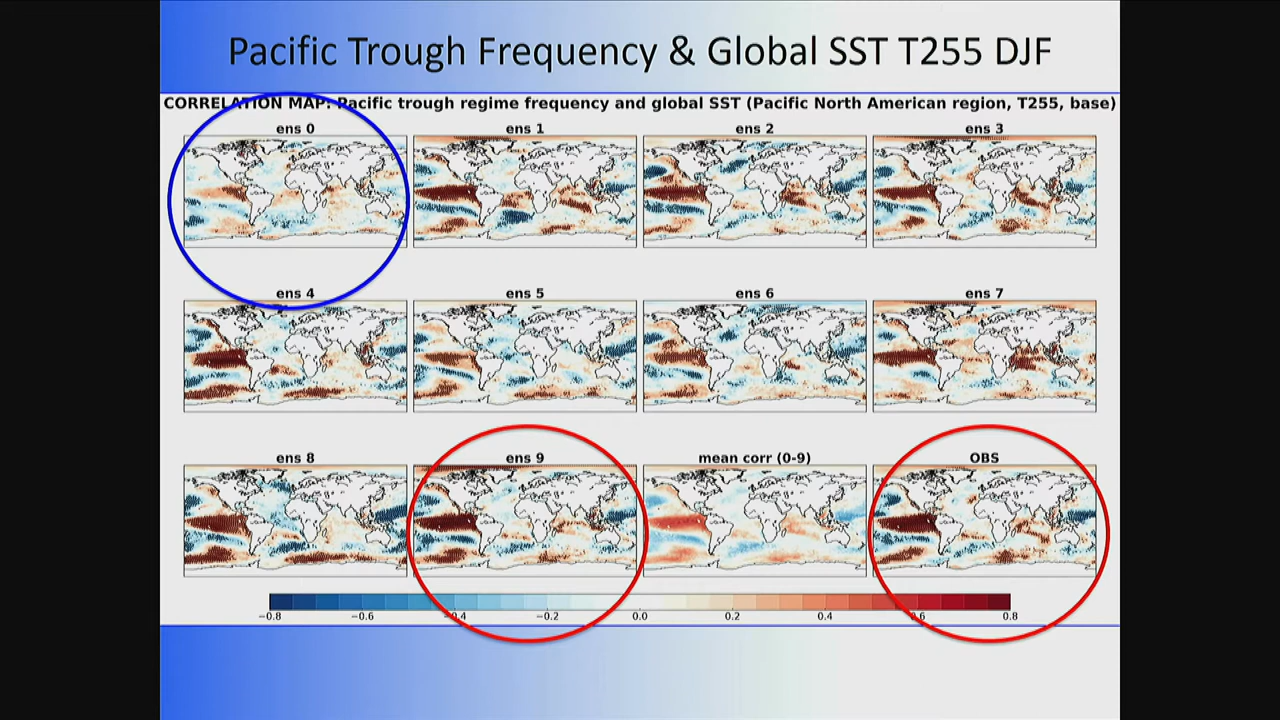 Pacific Trough Frequency & Global SST T255 DJF
CORRELATION MAP: Pacific trough regime frequency and global SST (Pacific North American region, T255, base)
ens 0 ens 1 ens 2 ens 3
ens 4 ens 5 ens 6 ens 7
ens 8 ens 9 mean corr (0-9) OBS
−0.8 −0.6 −0.4 −0.2 0.0 0.2 0.4 0.6 0.8